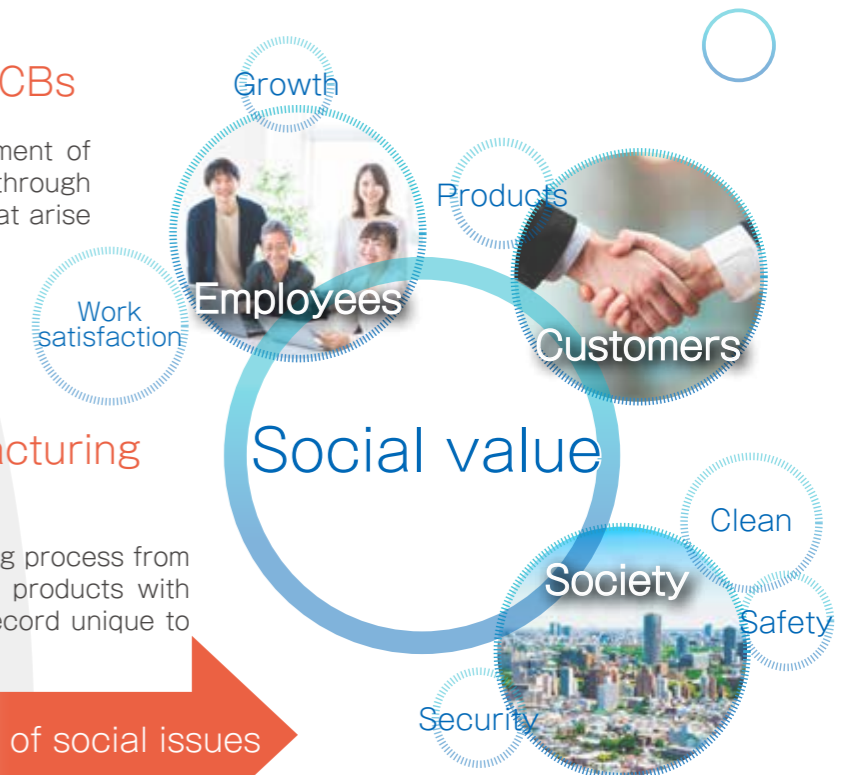 CBs
ment of
through
at arise
Growth
Products
Employees
Work
satisfaction
Customers
Social value
acturing
g process from
products with
ecord unique to
Clean
Society
Safety
Security
of social issues